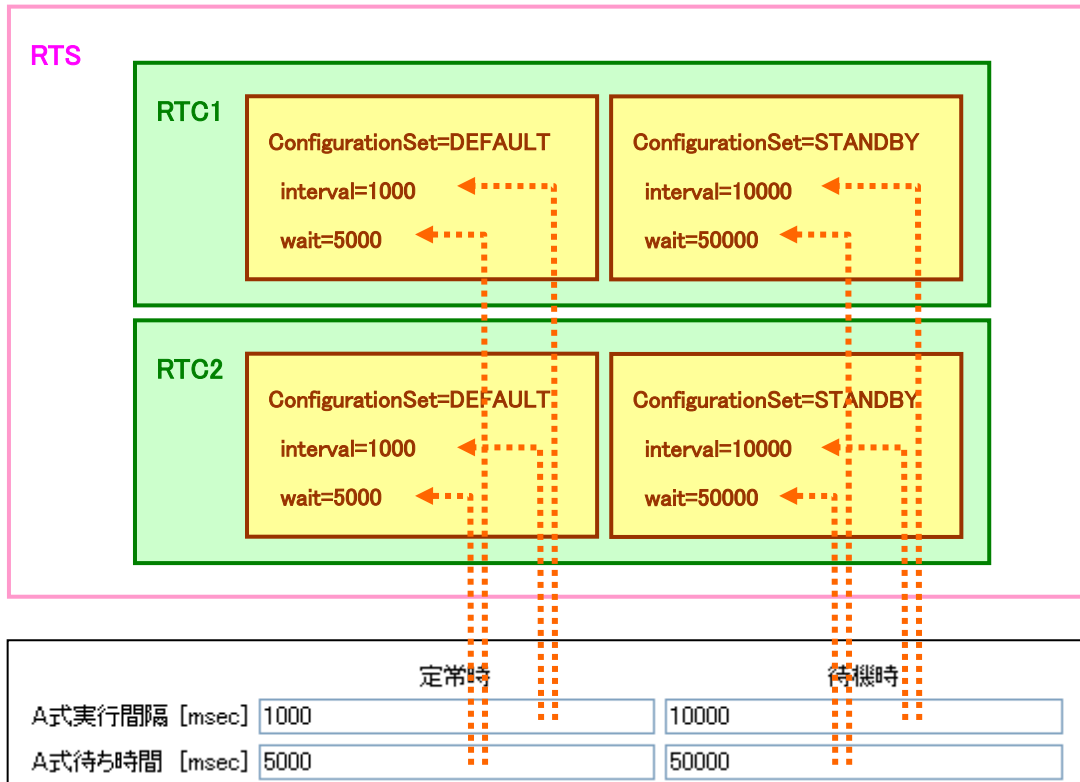 RTS
RTC1
ConfigurationSet=DEFAULT
interval=1000
wait=5000
ConfigurationSet=STANDBY
interval=10000
wait=50000
RTC2
ConfigurationSet=DEFAULT
interval=1000
wait=5000
ConfigurationSet=STANDBY
interval=10000
wait=50000
定常時 待機時
A式実行間隔 [msec] 1000 10000
A式待ち時間 [msec] 5000 50000